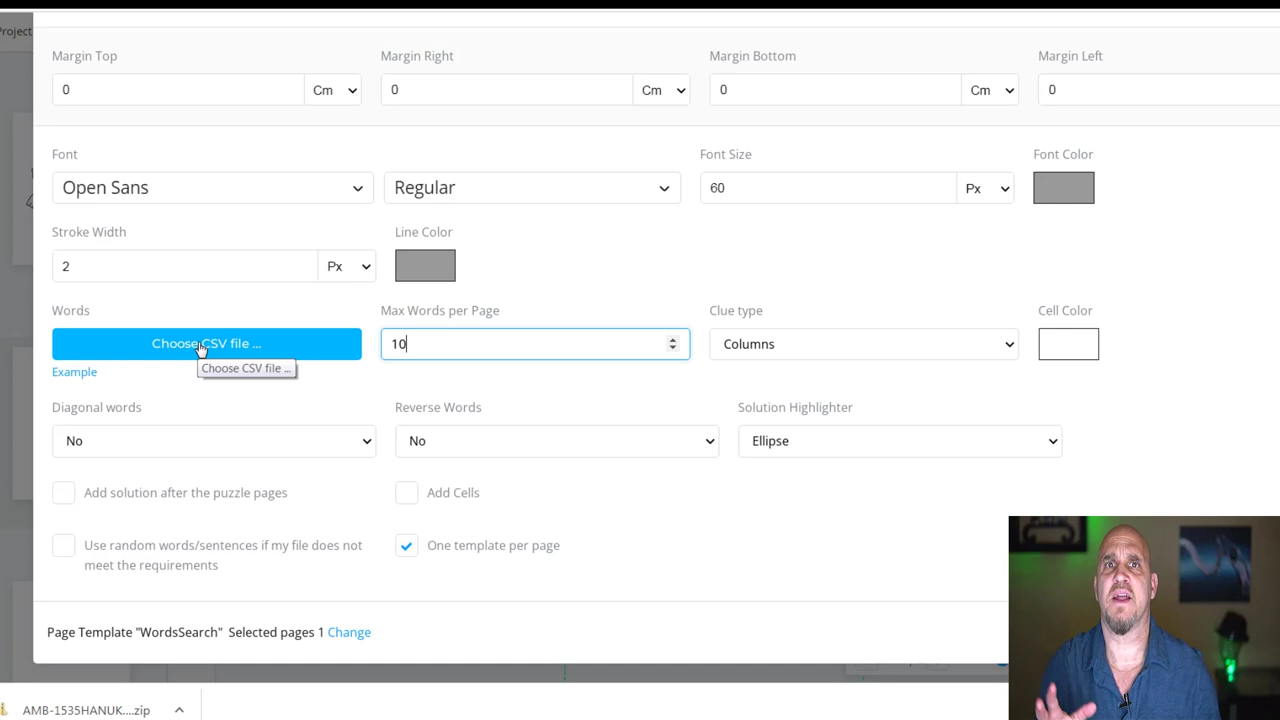 Project
Margin Top
Margin Right
Margin Bottom
Margin Left
0
Cm
0
Cm
0
Cm
0
Font
Font Size
Font Color
Open Sans
Regular
60
Px
Stroke Width
Line Color
2
Px
Words
Max Words per Page
Clue type
Cell Color
Choose CSV file ...
10
Columns
Choose CSV file ...
Example
Diagonal words
Reverse Words
Solution Highlighter
No
No
Ellipse
Add solution after the puzzle pages
Add Cells
Use random words/sentences if my file does not
meet the requirements
One template per page
Page Template "WordsSearch" Selected pages 1 Change
AMB-1535HANUK....zip